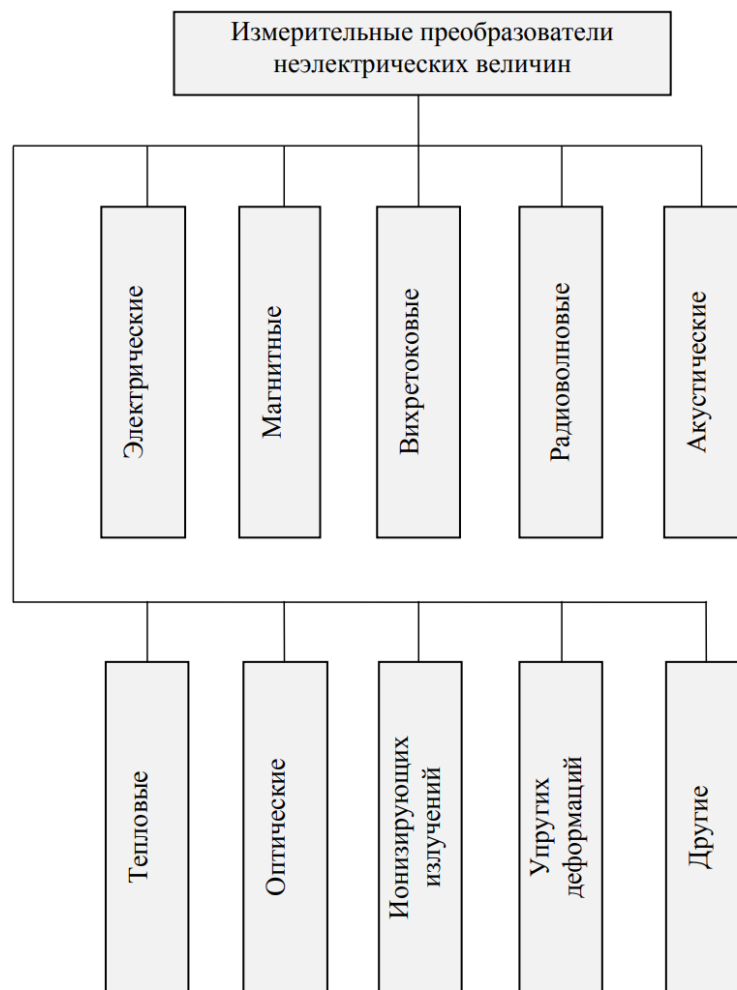 Измерительные преобразователи
неэлектрических величин
Электрические
Магнитные
Вихретоковые
Радиоволновые
Акустические
Тепловые
Оптические
Ионизирующих
излучений
Упругих
деформаций
Другие